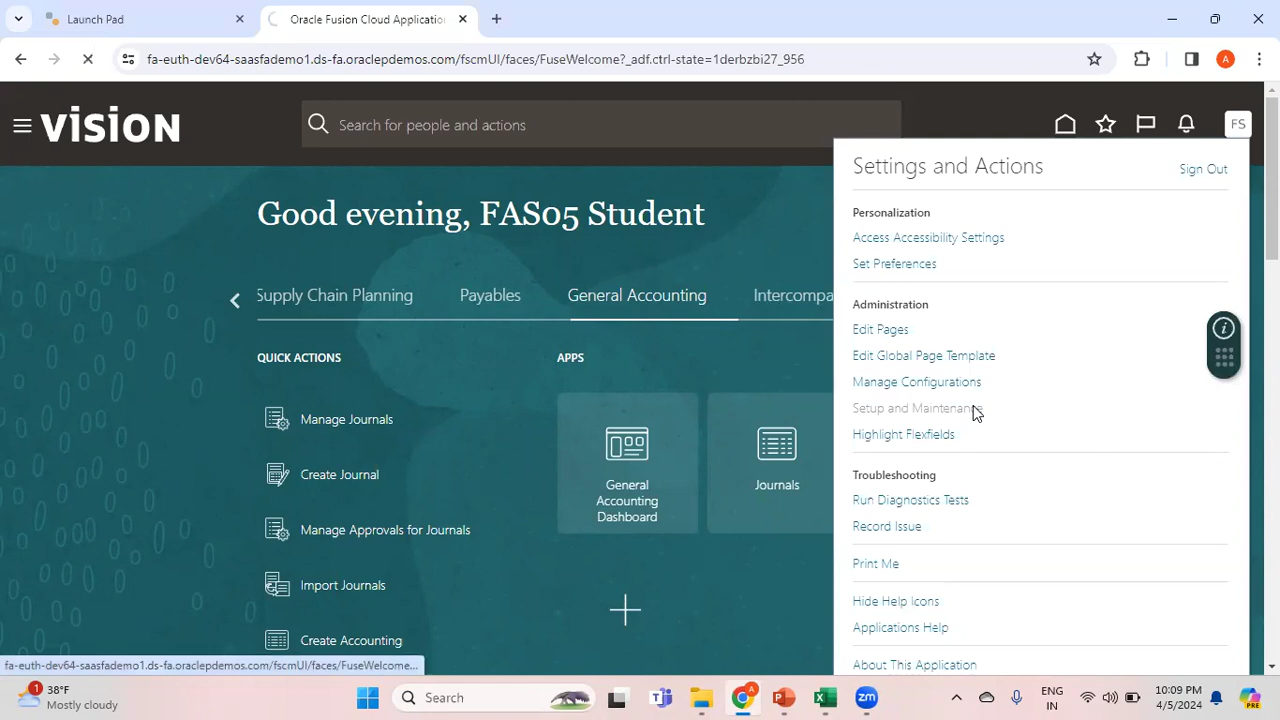 Launch Pad
Oracle Fusion Cloud Application
fa-euth-dev64-saasfademo1.ds-fa.oraclepdemos.com/fscmUI/faces/FuseWelcome?_adf.ctrl-state=1derbzbi27_956
A
vision
Search for people and actions
FS
Settings and Actions
Sign Out
Good evening, FAS05 Student
Supply Chain Planning
Payables
General Accounting
Intercompa
QUICK ACTIONS
Manage Journals
Create Journal
Manage Approvals for Journals
Import Journals
Create Accounting
APPS
General
Accounting
Dashboard
Journals
Personalization
Access Accessibility Settings
Set Preferences
Administration
Edit Pages
Edit Global Page Template
Manage Configurations
Setup and Maintenance
Highlight Flexfields
Troubleshooting
Run Diagnostics Tests
Record Issue
Print Me
Hide Help Icons
Applications Help
About This Application
fa-euth-dev64-saasfademo1.ds-fa.oraclepdemos.com/fscmUI/faces/FuseWelcome...
1
38°F
Mostly cloudy
Search
A
zm
ENG
IN
10:09 PM
4/5/2024
PRE